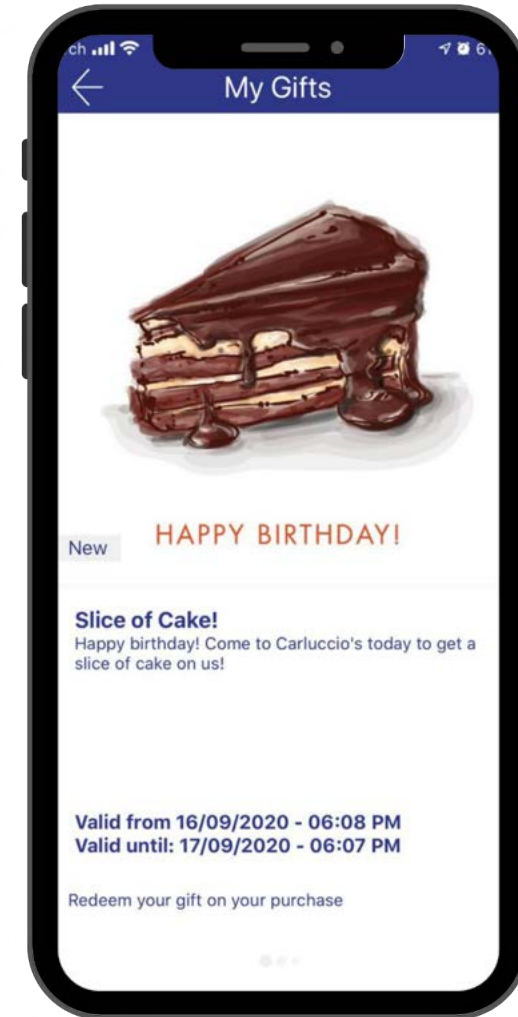 My Gifts
HAPPY BIRTHDAY!
New
Slice of Cake!
Happy birthday! Come to Carluccio's today to get a
slice of cake on us!
Valid from 16/09/2020 - 06:08 PM
Valid until: 17/09/2020 - 06:07 PM
Redeem your gift on your purchase